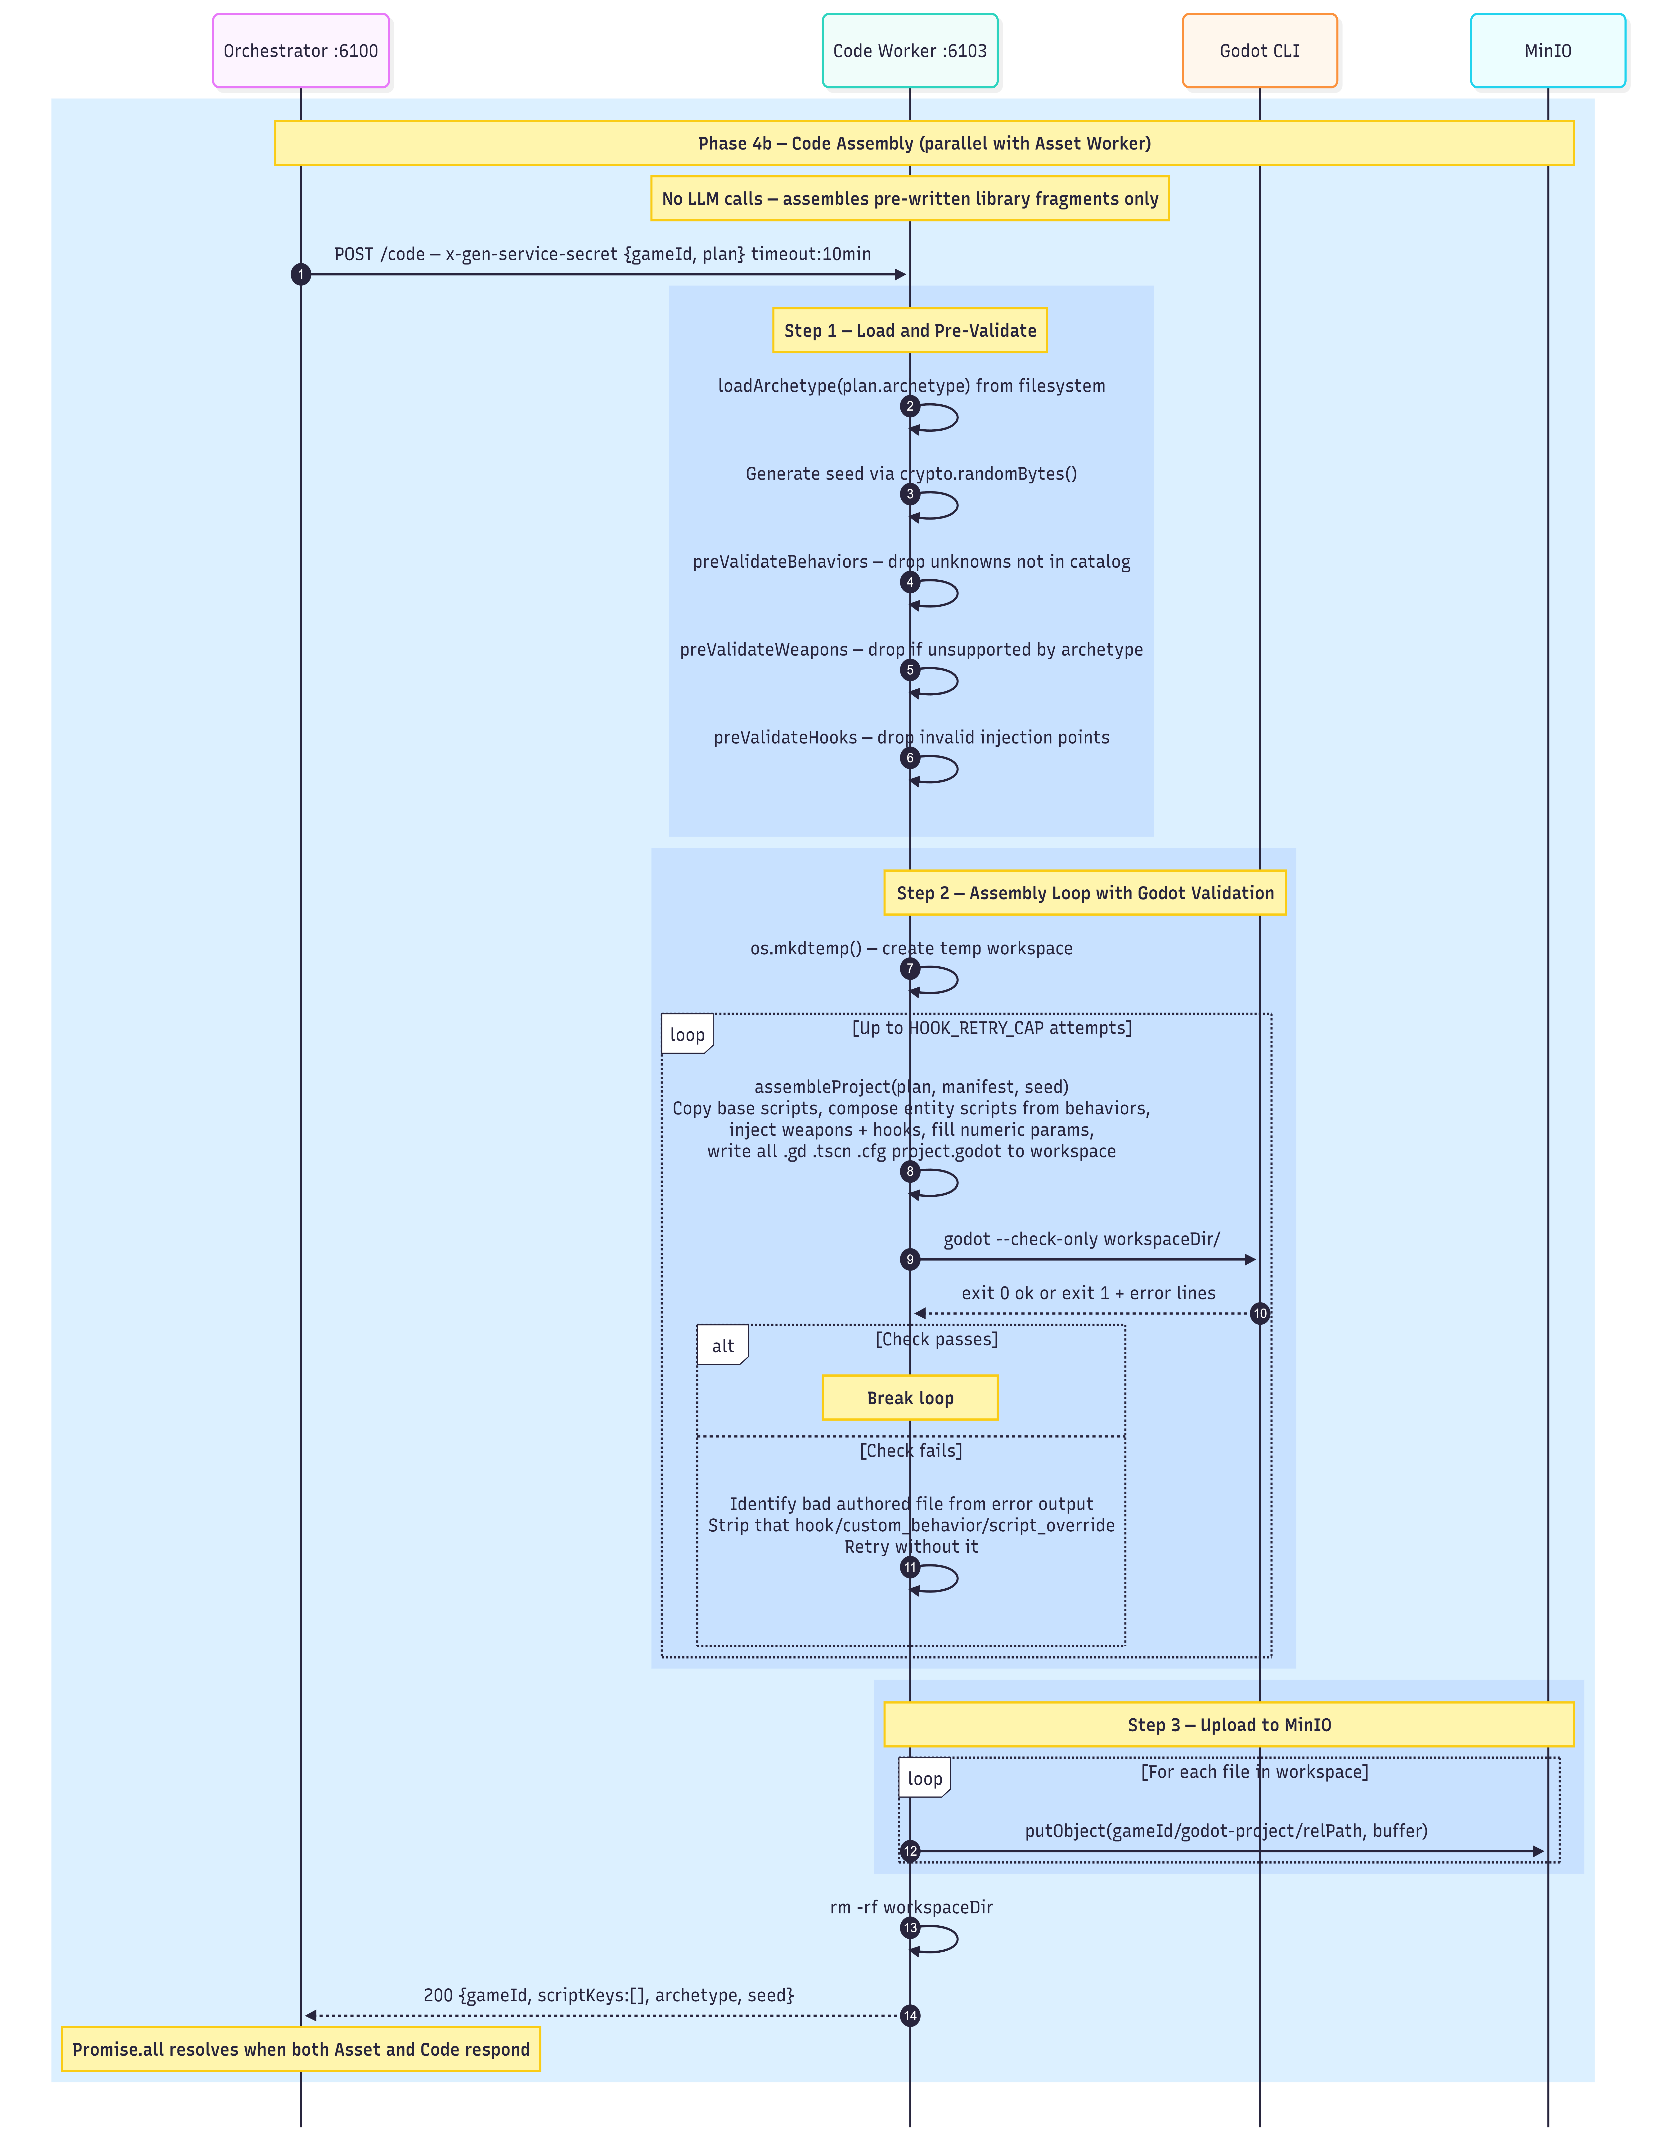 Orchestrator :6100
Code Worker :6103
Godot CLI
MinIO
Phase 4b – Code Assembly (parallel with Asset Worker)
No LLM calls – assembles pre-written library fragments only
POST /code – x-gen-service-secret {gameId, plan} timeout:10min
1
Step 1 – Load and Pre-Validate
loadArchetype(plan.archetype) from filesystem
2
Generate seed via crypto.randomBytes()
3
preValidateBehaviors – drop unknowns not in catalog
4
preValidateWeapons – drop if unsupported by archetype
5
preValidateHooks – drop invalid injection points
6
Step 2 – Assembly Loop with Godot Validation
os.mkdtemp() – create temp workspace
7
loop
[Up to HOOK_RETRY_CAP attempts]
assembleProject(plan, manifest, seed)
Copy base scripts, compose entity scripts from behaviors,
inject weapons + hooks, fill numeric params,
write all .gd .tscn .cfg project.godot to workspace
8
godot --check-only workspaceDir/
9
exit 0 ok or exit 1 + error lines
10
alt
[Check passes]
Break loop
[Check fails]
Identify bad authored file from error output
Strip that hook/custom_behavior/script_override
Retry without it
11
Step 3 – Upload to MinIO
loop
[For each file in workspace]
putObject(gameId/godot-project/relPath, buffer)
12
rm -rf workspaceDir
13
200 {gameId, scriptKeys:[], archetype, seed}
14
Promise.all resolves when both Asset and Code respond